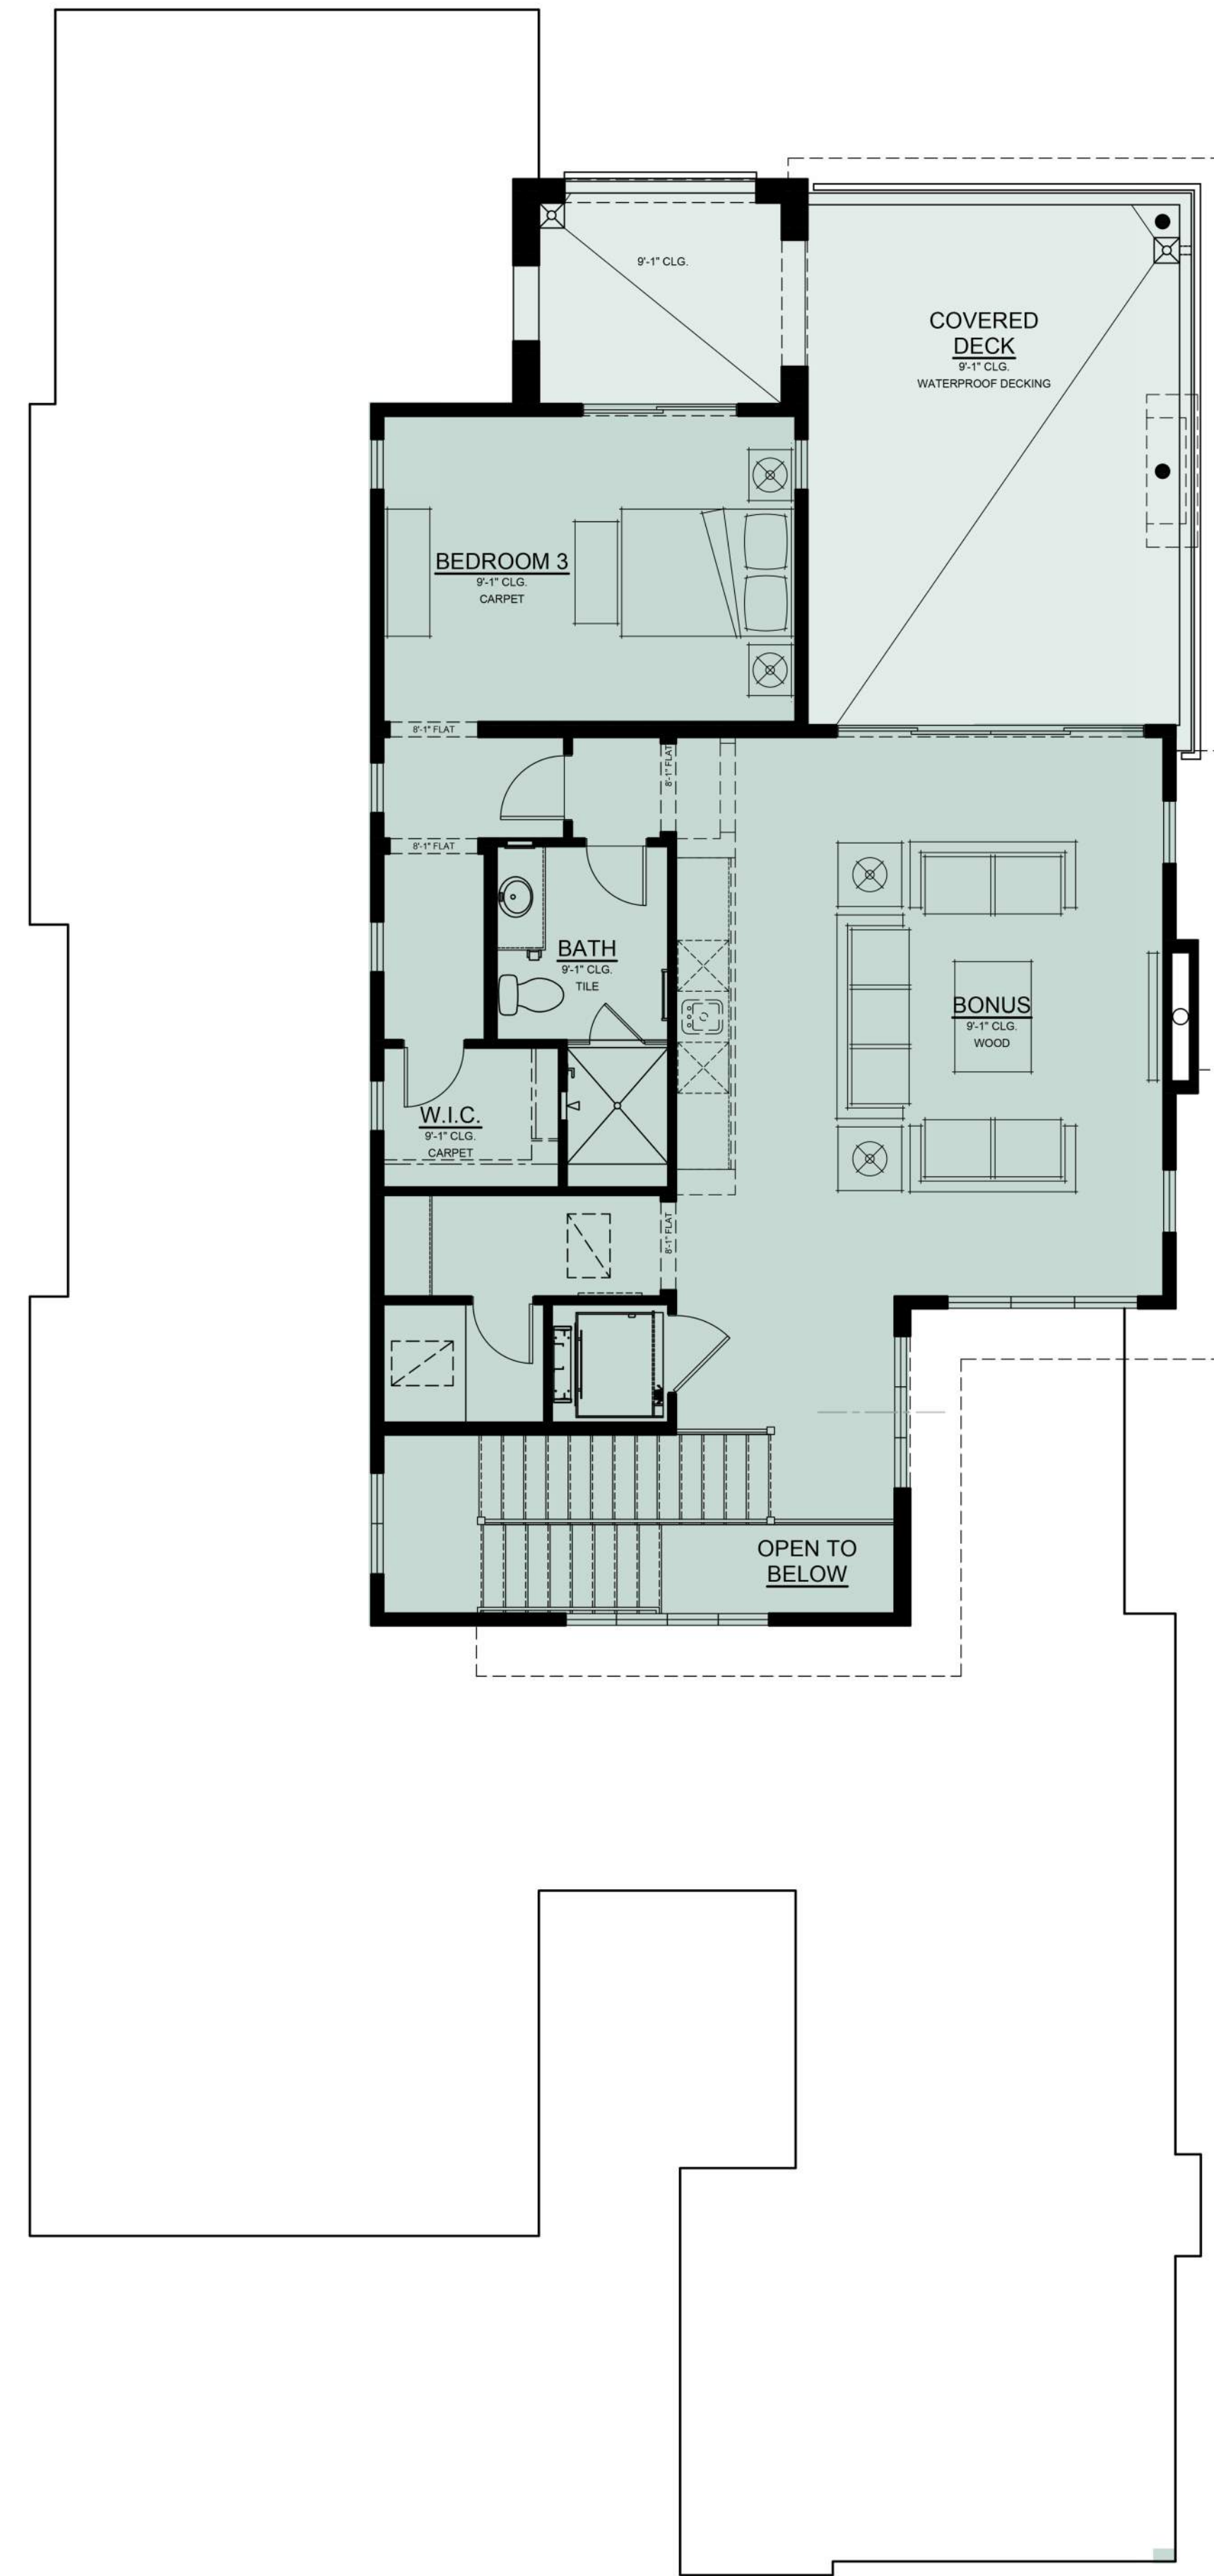 9'-1" CLG.
COVERED
DECK
9'-1" CLG.
WATERPROOF DECKING
BEDROOM 3
9'-1" CLG.
CARPET
8'-1" FLAT
8'-1" FLAT
8'-1" FLAT
BATH
9'-1" CLG.
TILE
BONUS
9'-1" CLG.
WOOD
W.I.C.
9'-1" CLG.
CARPET
8'-1" FLAT
OPEN TO
BELOW